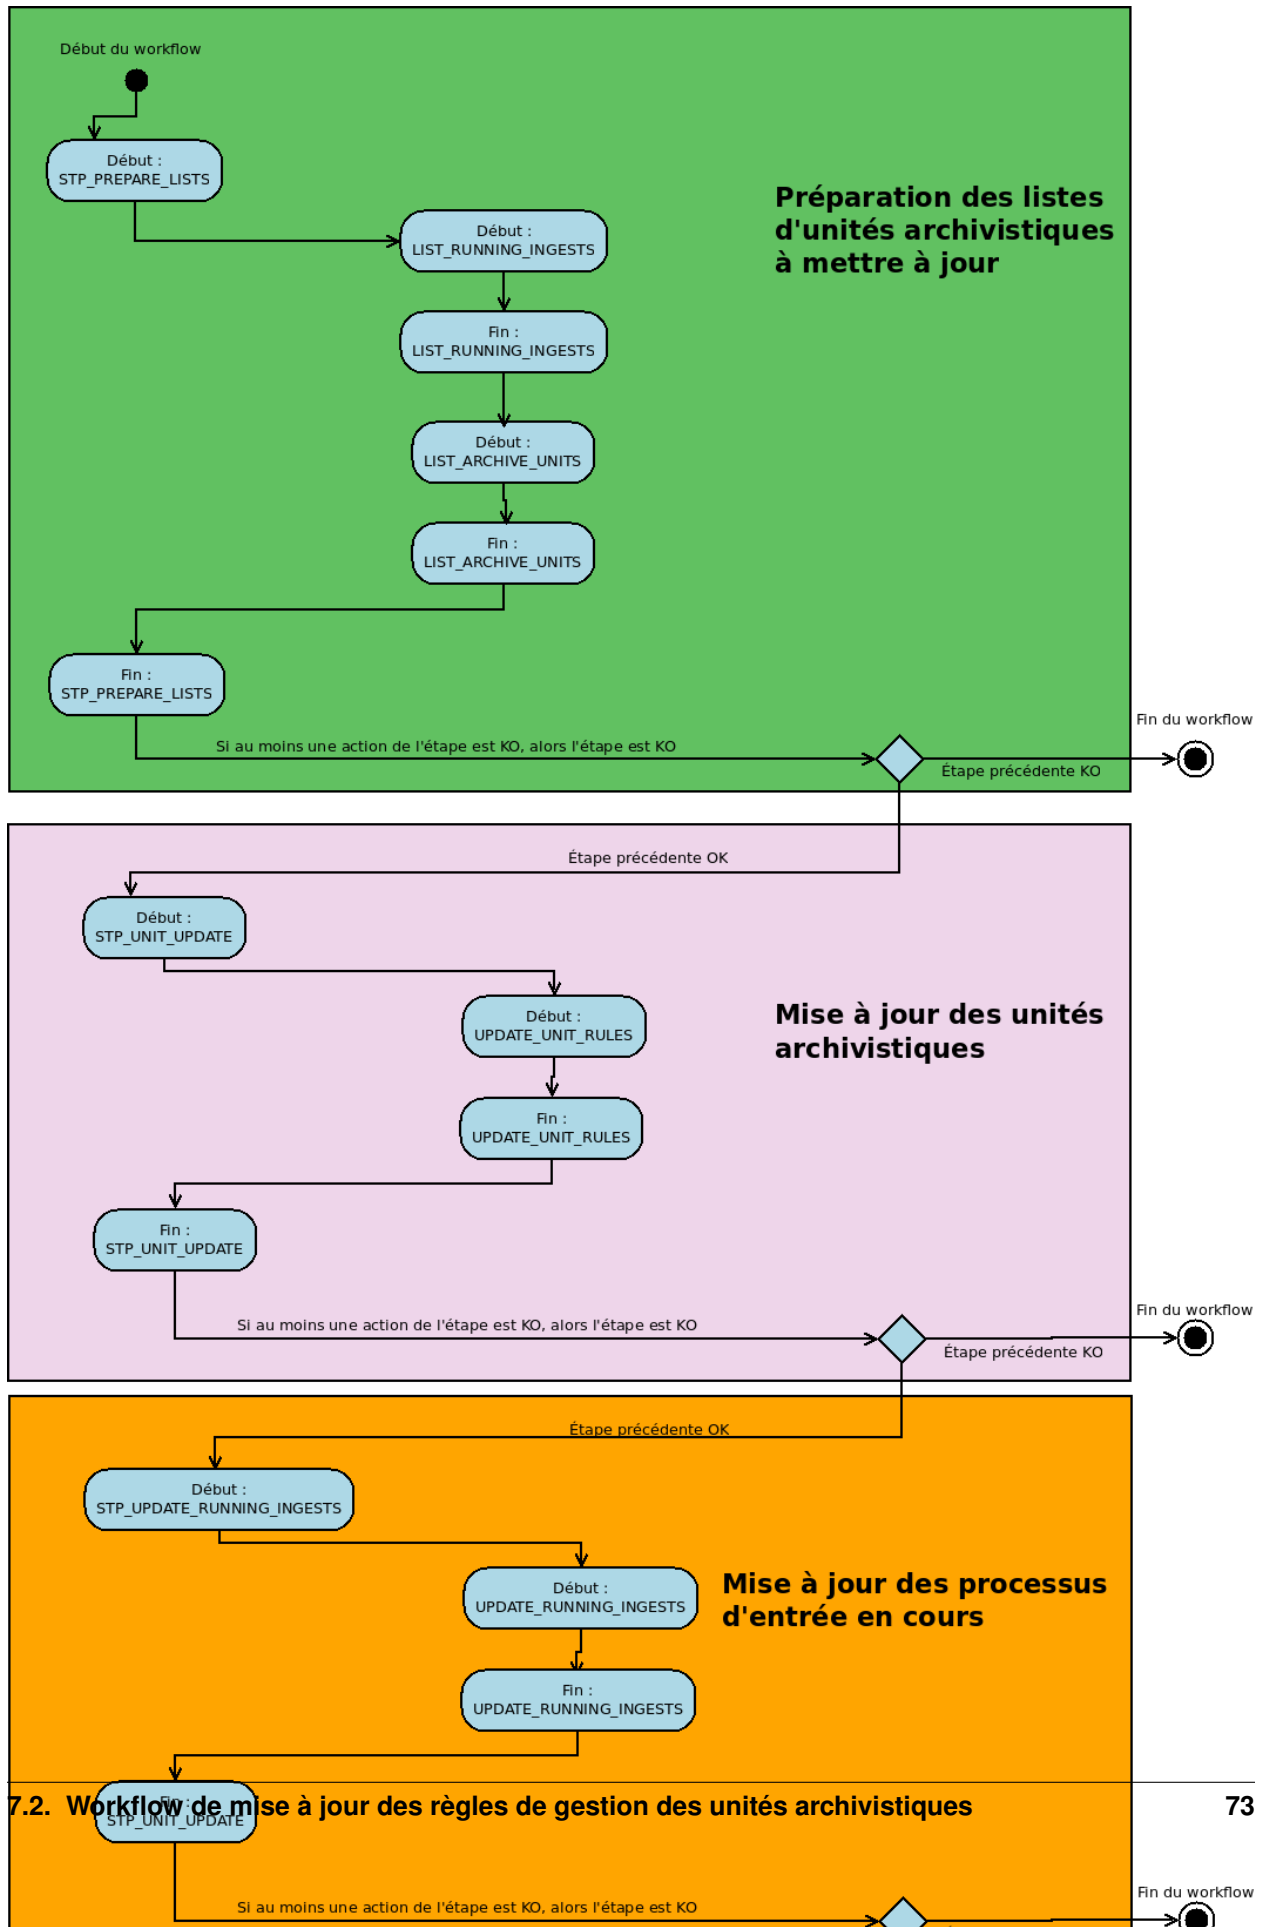 Début du workflow
Début :
STP_PREPARE_LISTS
Préparation des listes
d'unités archivistiques
à mettre à jour
Début :
LIST_RUNNING_INGESTS
Fin :
LIST_RUNNING_INGESTS
Début :
LIST_ARCHIVE_UNITS
Fin :
LIST_ARCHIVE_UNITS
Fin :
STP_PREPARE_LISTS
Fin du workflow
Si au moins une action de l'étape est KO, alors l'étape est KO
Étape précédente KO
Étape précédente OK
Début :
STP_UNIT_UPDATE
Mise à jour des unités
archivistiques
Début :
UPDATE_UNIT_RULES
Fin :
UPDATE_UNIT_RULES
Fin :
STP_UNIT_UPDATE
Fin du workflow
Si au moins une action de l'étape est KO, alors l'étape est KO
Étape précédente KO
Étape précédente OK
Début :
STP_UPDATE_RUNNING_INGESTS
Mise à jour des processus
d'entrée en cours
Début :
UPDATE_RUNNING_INGESTS
Fin :
UPDATE_RUNNING_INGESTS
Fin :
STP_UNIT_UPDATE
7.2. Workflow de mise à jour des règles de gestion des unités archivistiques 73
Fin du workflow
Si au moins une action de l'étape est KO, alors l'étape est KO